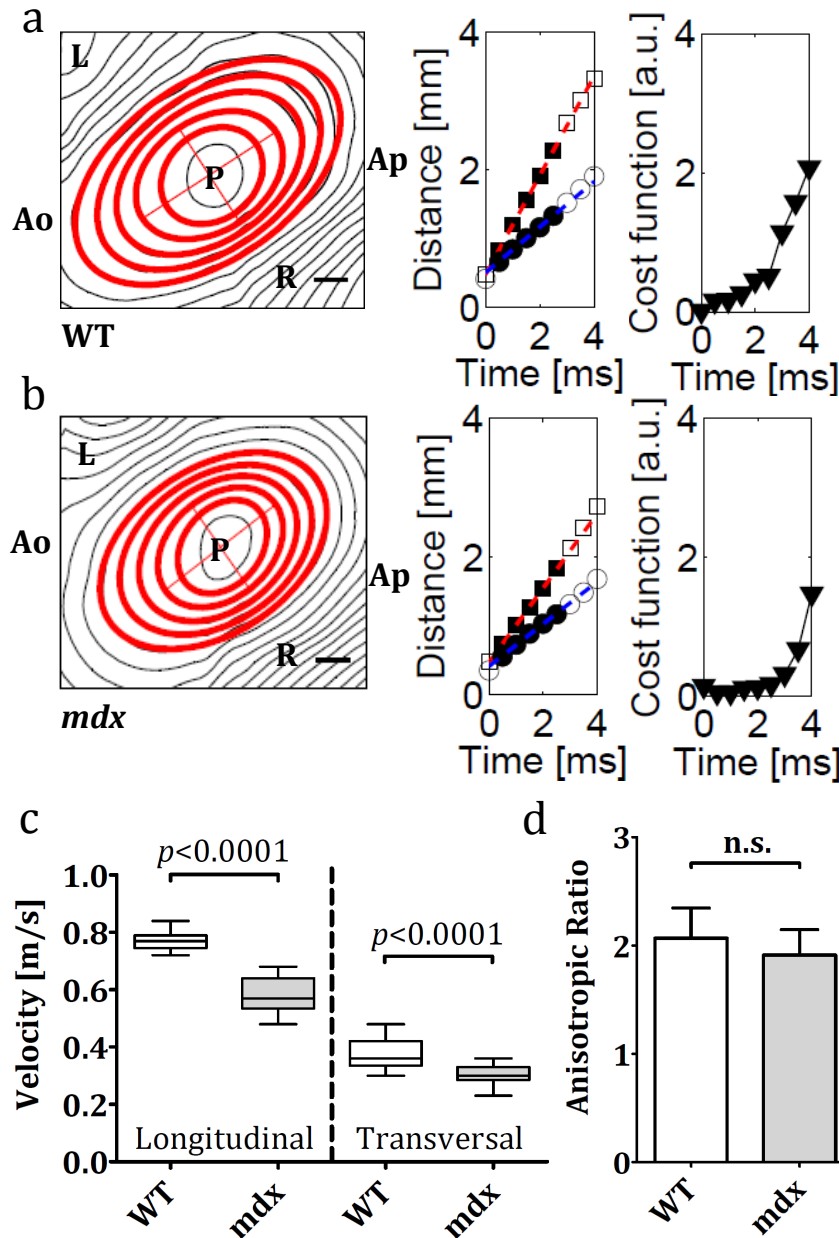 a
L
P
Ao
Ap
R
WT
Distance [mm]
4
2
0
0 2 4
Time [ms]
Cost function [a.u.]
4
2
0
0 2 4
Time [ms]
b
L
P
Ao
Ap
R
mdx
Distance [mm]
4
2
0
0 2 4
Time [ms]
Cost function [a.u.]
4
2
0
0 2 4
Time [ms]
c
p<0.0001
p<0.0001
Velocity [m/s]
1.0
0.8
0.6
0.4
0.2
0.0
Longitudinal
Transversal
WT
mdx
WT
mdx
d
n.s.
Anisotropic Ratio
3
2
1
0
WT
mdx